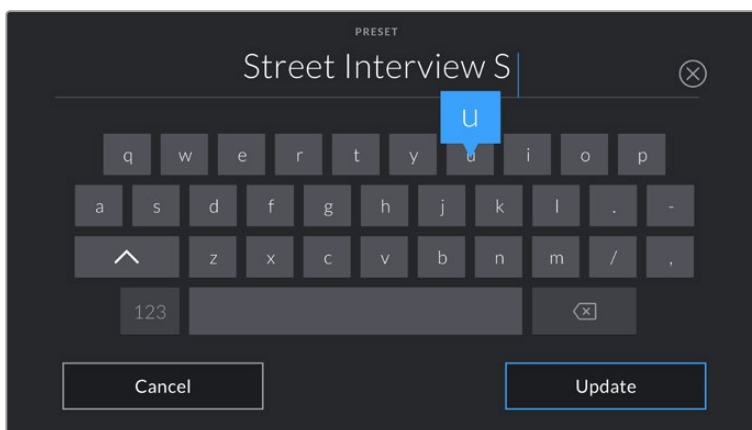 PRESET
Street Interview S
u
q w e r t y u i o p
a s d f g h j k l . -
z x c v b n m / ,
123
Cancel Update